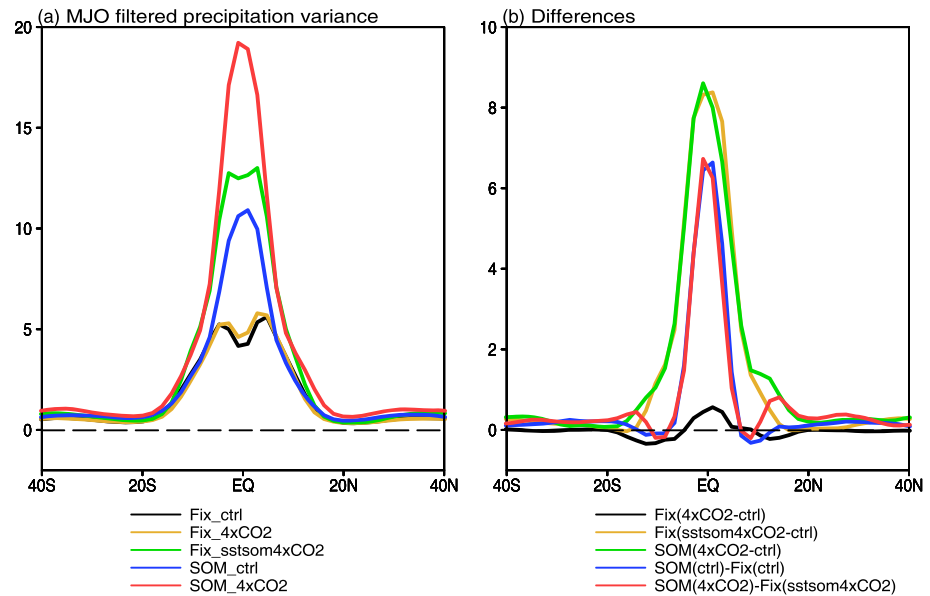 (a) MJO filtered precipitation variance
20
15
10
5
0
40S 20S EQ 20N 40N
Fix_ctrl
Fix_4xCO2
Fix_sstsom4xCO2
SOM_ctrl
SOM_4xCO2
(b) Differences
10
8
6
4
2
0
40S 20S EQ 20N 40N
Fix(4xCO2-ctrl)
Fix(sstsom4xCO2-ctrl)
SOM(4xCO2-ctrl)
SOM(ctrl)-Fix(ctrl)
SOM(4xCO2)-Fix(sstsom4xCO2)